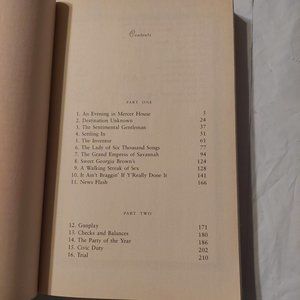 Contents
PART ONE
1. An Evening in Mercer House 3
2. Destination Unknown 24
3. The Sentimental Gentleman 37
4. Settling In 51
5. The Inventor 63
6. The Lady of Six Thousand Songs 77
7. The Grand Empress of Savannah 94
8. Sweet Georgia Brown's 124
9. A Walking Streak of Sex 128
10. It Ain't Braggin' If Y'Really Done It 141
11. News Flash 166
PART TWO
12. Gunplay 171
13. Checks and Balances 180
14. The Party of the Year 186
15. Civic Duty 202
16. Trial 210